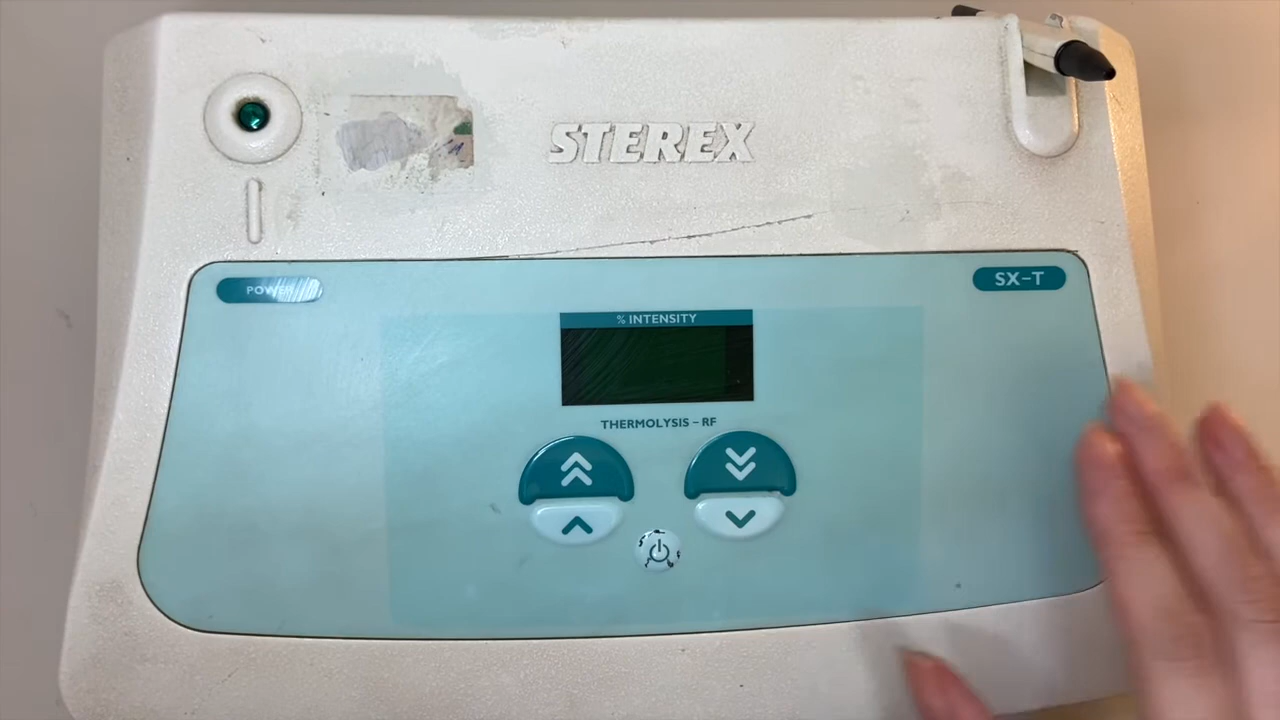 STEREX
POWER
SX-T
% INTENSITY
THERMOLYSIS - RF